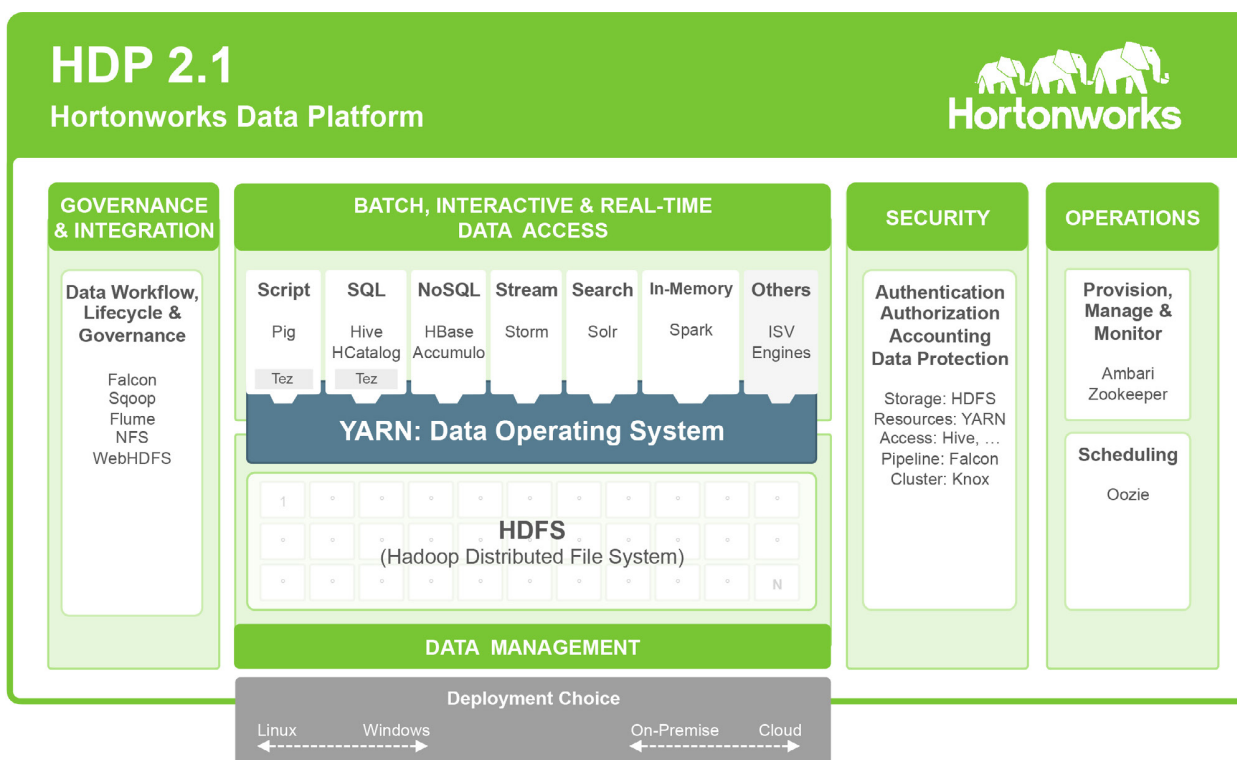 HDP 2.1
Hortonworks Data Platform
Hortonworks
GOVERNANCE
& INTEGRATION
Data Workflow,
Lifecycle &
Governance
Falcon
Sqoop
Flume
NFS
WebHDFS
BATCH, INTERACTIVE & REAL-TIME
DATA ACCESS
Script
Pig
Tez
SQL
Hive
HCatalog
Tez
NoSQL
HBase
Accumulo
Stream
Storm
Search
Solr
In-Memory
Spark
Others
ISV
Engines
YARN: Data Operating System
1
HDFS
(Hadoop Distributed File System)
N
DATA MANAGEMENT
SECURITY
Authentication
Authorization
Accounting
Data Protection
Storage: HDFS
Resources: YARN
Access: Hive, …
Pipeline: Falcon
Cluster: Knox
OPERATIONS
Provision,
Manage &
Monitor
Ambari
Zookeeper
Scheduling
Oozie
Deployment Choice
Linux Windows On-Premise Cloud